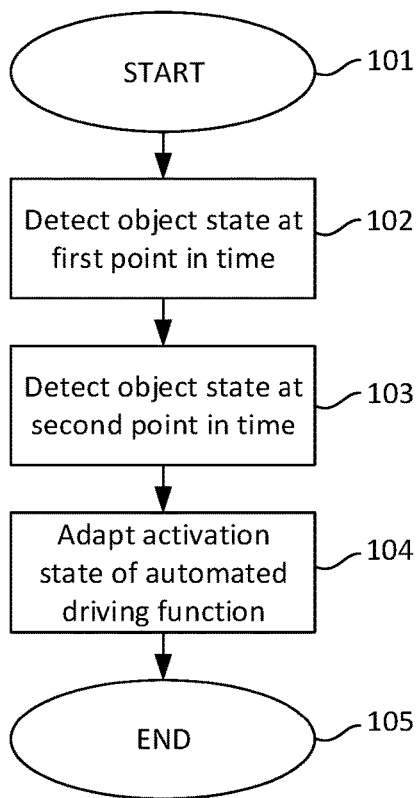 START
101
Detect object state at
first point in time
102
Detect object state at
second point in time
103
Adapt activation
state of automated
driving function
104
END
105